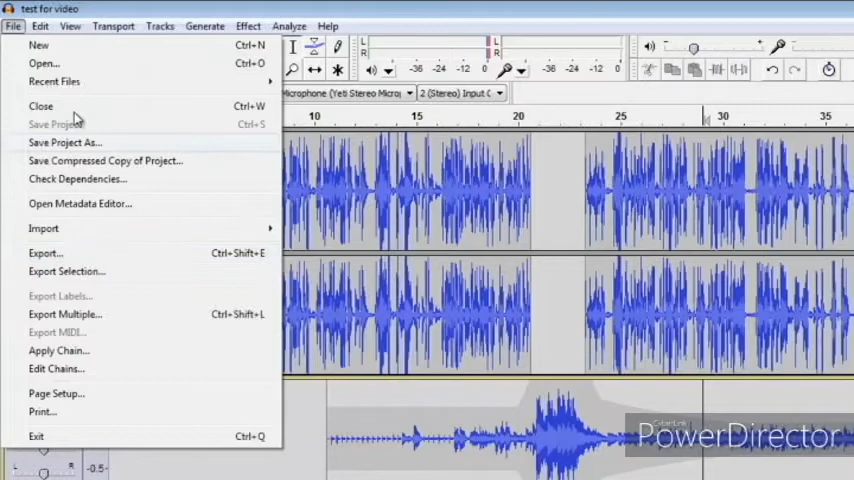 test for video
File Edit View Transport Tracks Generate Effect Analyze Help
New Ctrl+N
Open... Ctrl+O
Recent Files
Close Ctrl+W
Save Project Ctrl+S
Save Project As...
Save Compressed Copy of Project...
Check Dependencies...
Open Metadata Editor...
Import
Export... Ctrl+Shift+E
Export Selection...
Export Labels...
Export Multiple... Ctrl+Shift+L
Export MIDI...
Apply Chain...
Edit Chains...
Page Setup...
Print...
Exit Ctrl+Q
L
R
-36 -24 -12 0
L
R
-36 -24 -12 0
Microphone (Yeti Stereo Microp 2 (Stereo) Input C
10 15 20 25 30 35
L R -0.5-
CyberLink
PowerDirector